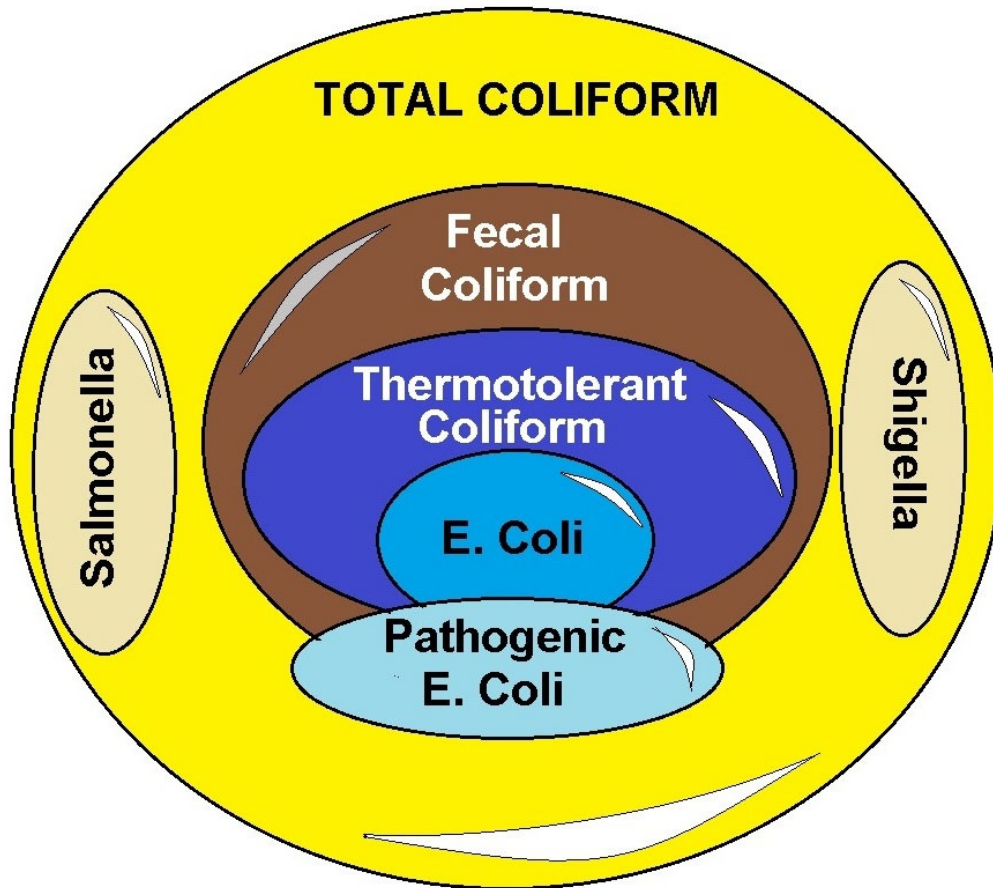 TOTAL COLIFORM
Fecal
Coliform
Thermotolerant
Coliform
Salmonella
Shigella
E. Coli
Pathogenic
E. Coli